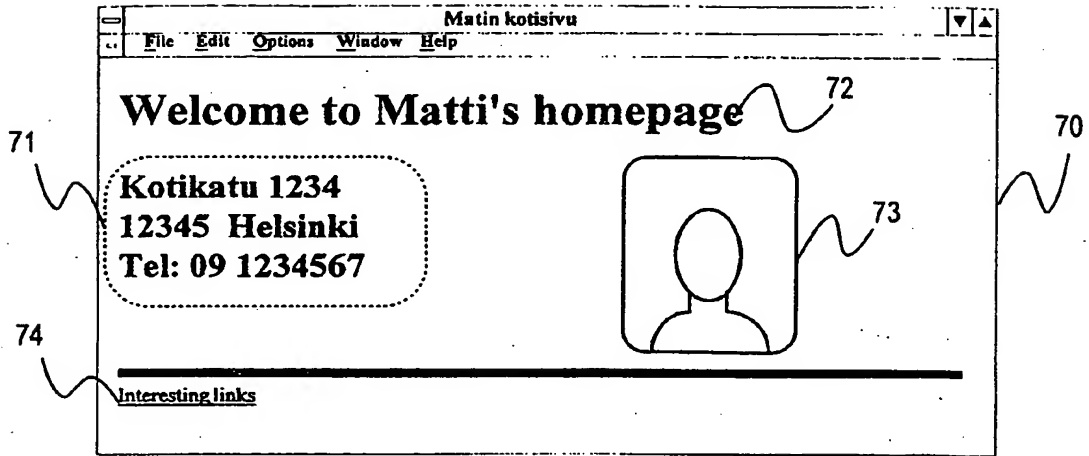 Matin kotisivu
File Edit Options Window Help
Welcome to Matti's homepage
72
71
70
Kotikatu 1234
12345 Helsinki
Tel: 09 1234567
73
74
Interesting links